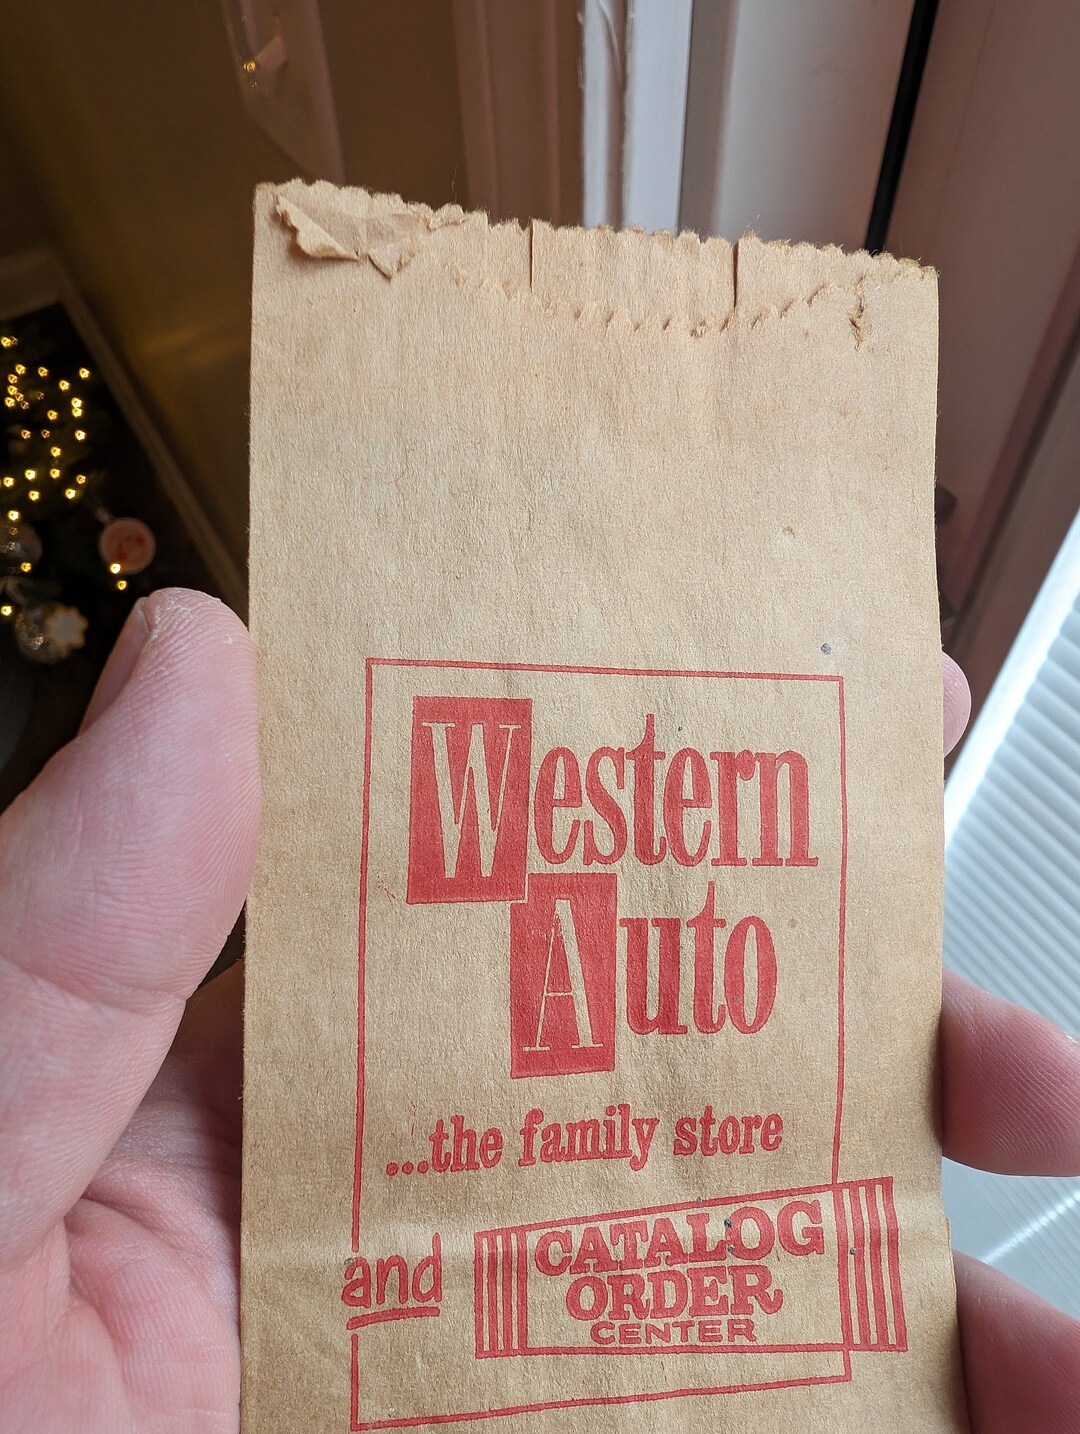 Western
Auto
...the family store
and
CATALOG
ORDER
CENTER